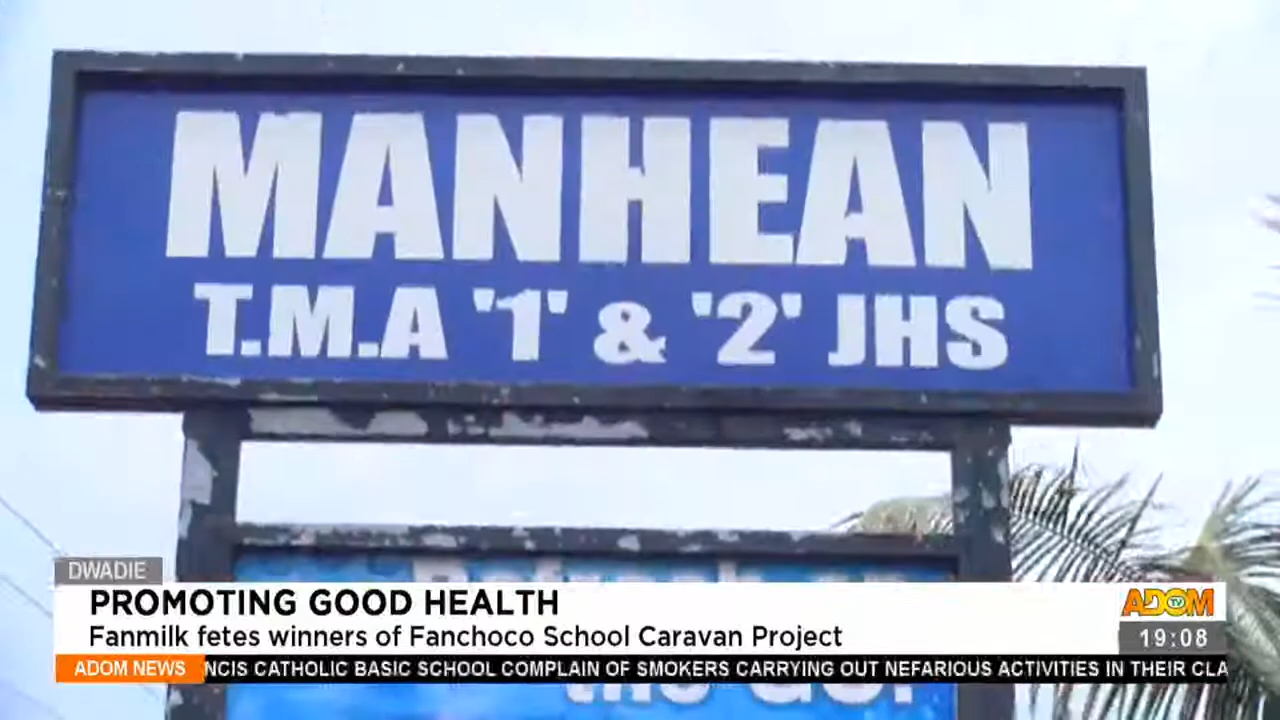 MANHEAN
T.M.A '1' & '2' JHS
DWADIE
PROMOTING GOOD HEALTH
Fanmilk fetes winners of Fanchoco School Caravan Project
ADOM TV
19:08
ADOM NEWS
NCIS CATHOLIC BASIC SCHOOL COMPLAIN OF SMOKERS CARRYING OUT NEFARIOUS ACTIVITIES IN THEIR CLA